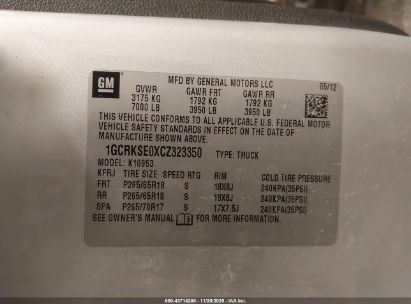 MFD BY GENERAL MOTORS LLC 05/12
GM GVWR GAWR FRT GAWR RR
3175 KG 1792 KG 1792 KG
7000 LB 3950 LB 3950 LB
THIS VEHICLE CONFORMS TO ALL APPLICABLE U.S. FEDERAL MOTOR VEHICLE SAFETY
STANDARDS IN EFFECT ON THE DATE OF
MANUFACTURE SHOWN ABOVE.
1GCRKSE0XCZ323350 TYPE: TRUCK
MODEL: K10953
KFRJ TIRE SIZE SPEED RTG RIM COLD TIRE PRESSURE
FRT P265/65R18 S 18X8J 240KPA(35PSI)
RR P265/65R18 S 18X8J 240KPA(35PSI)
SPA P265/70R17 S 17X7.5J 240KPA(35PSI)
SEE OWNER'S MANUAL FOR MORE INFORMATION.